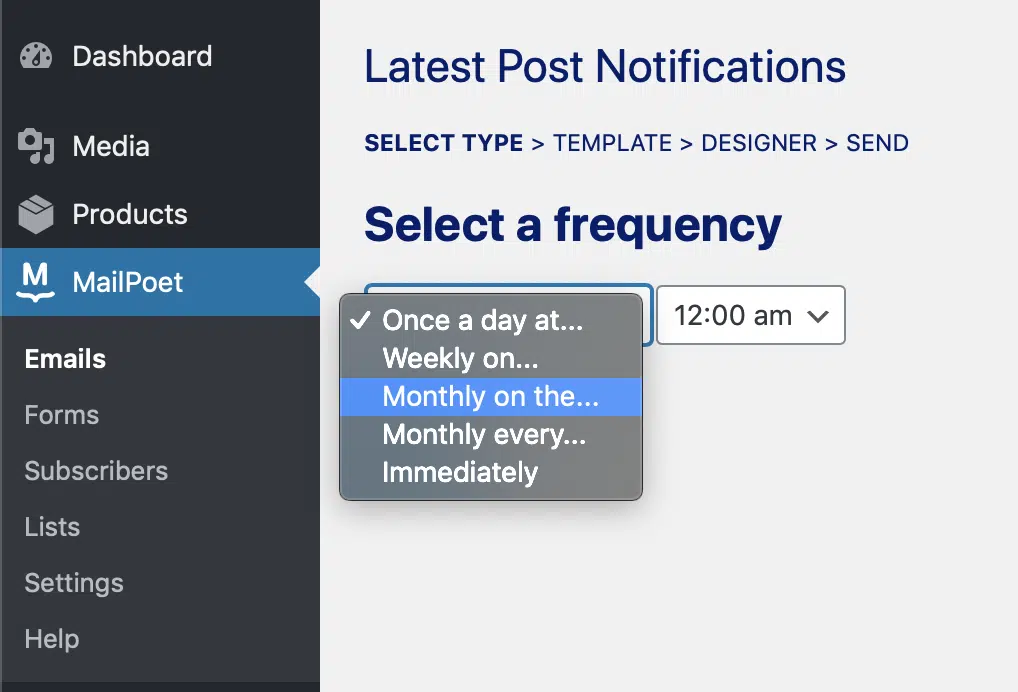 Dashboard
Media
Products
MailPoet
Emails
Forms
Subscribers
Lists
Settings
Help
Latest Post Notifications
SELECT TYPE > TEMPLATE > DESIGNER > SEND
Select a frequency
✓ Once a day at...
Weekly on...
Monthly on the...
Monthly every...
Immediately
12:00 am